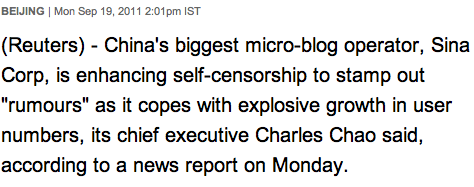 BEIJING | Mon Sep 19, 2011 2:01pm IST
(Reuters) - China's biggest micro-blog operator, Sina
Corp, is enhancing self-censorship to stamp out
"rumours" as it copes with explosive growth in user
numbers, its chief executive Charles Chao said,
according to a news report on Monday.